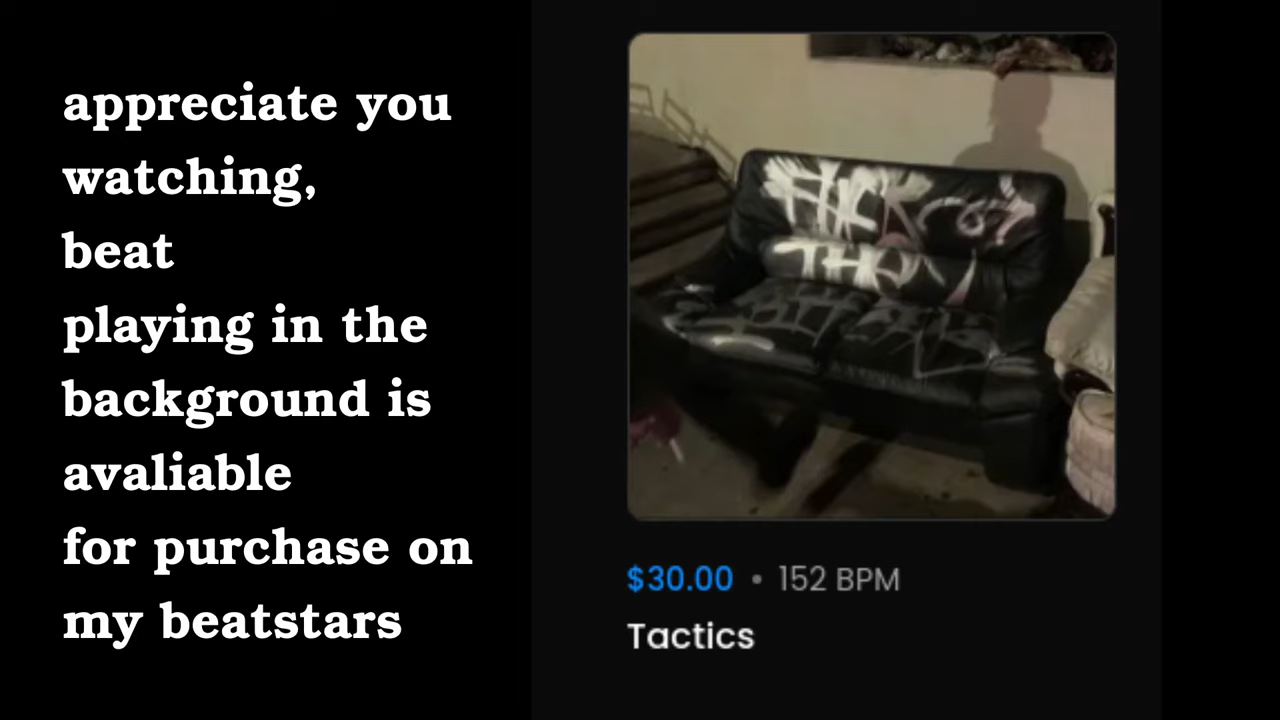 appreciate you
watching,
beat
playing in the
background is
avaliable
for purchase on
my beatstars
$30.00 • 152 BPM
Tactics